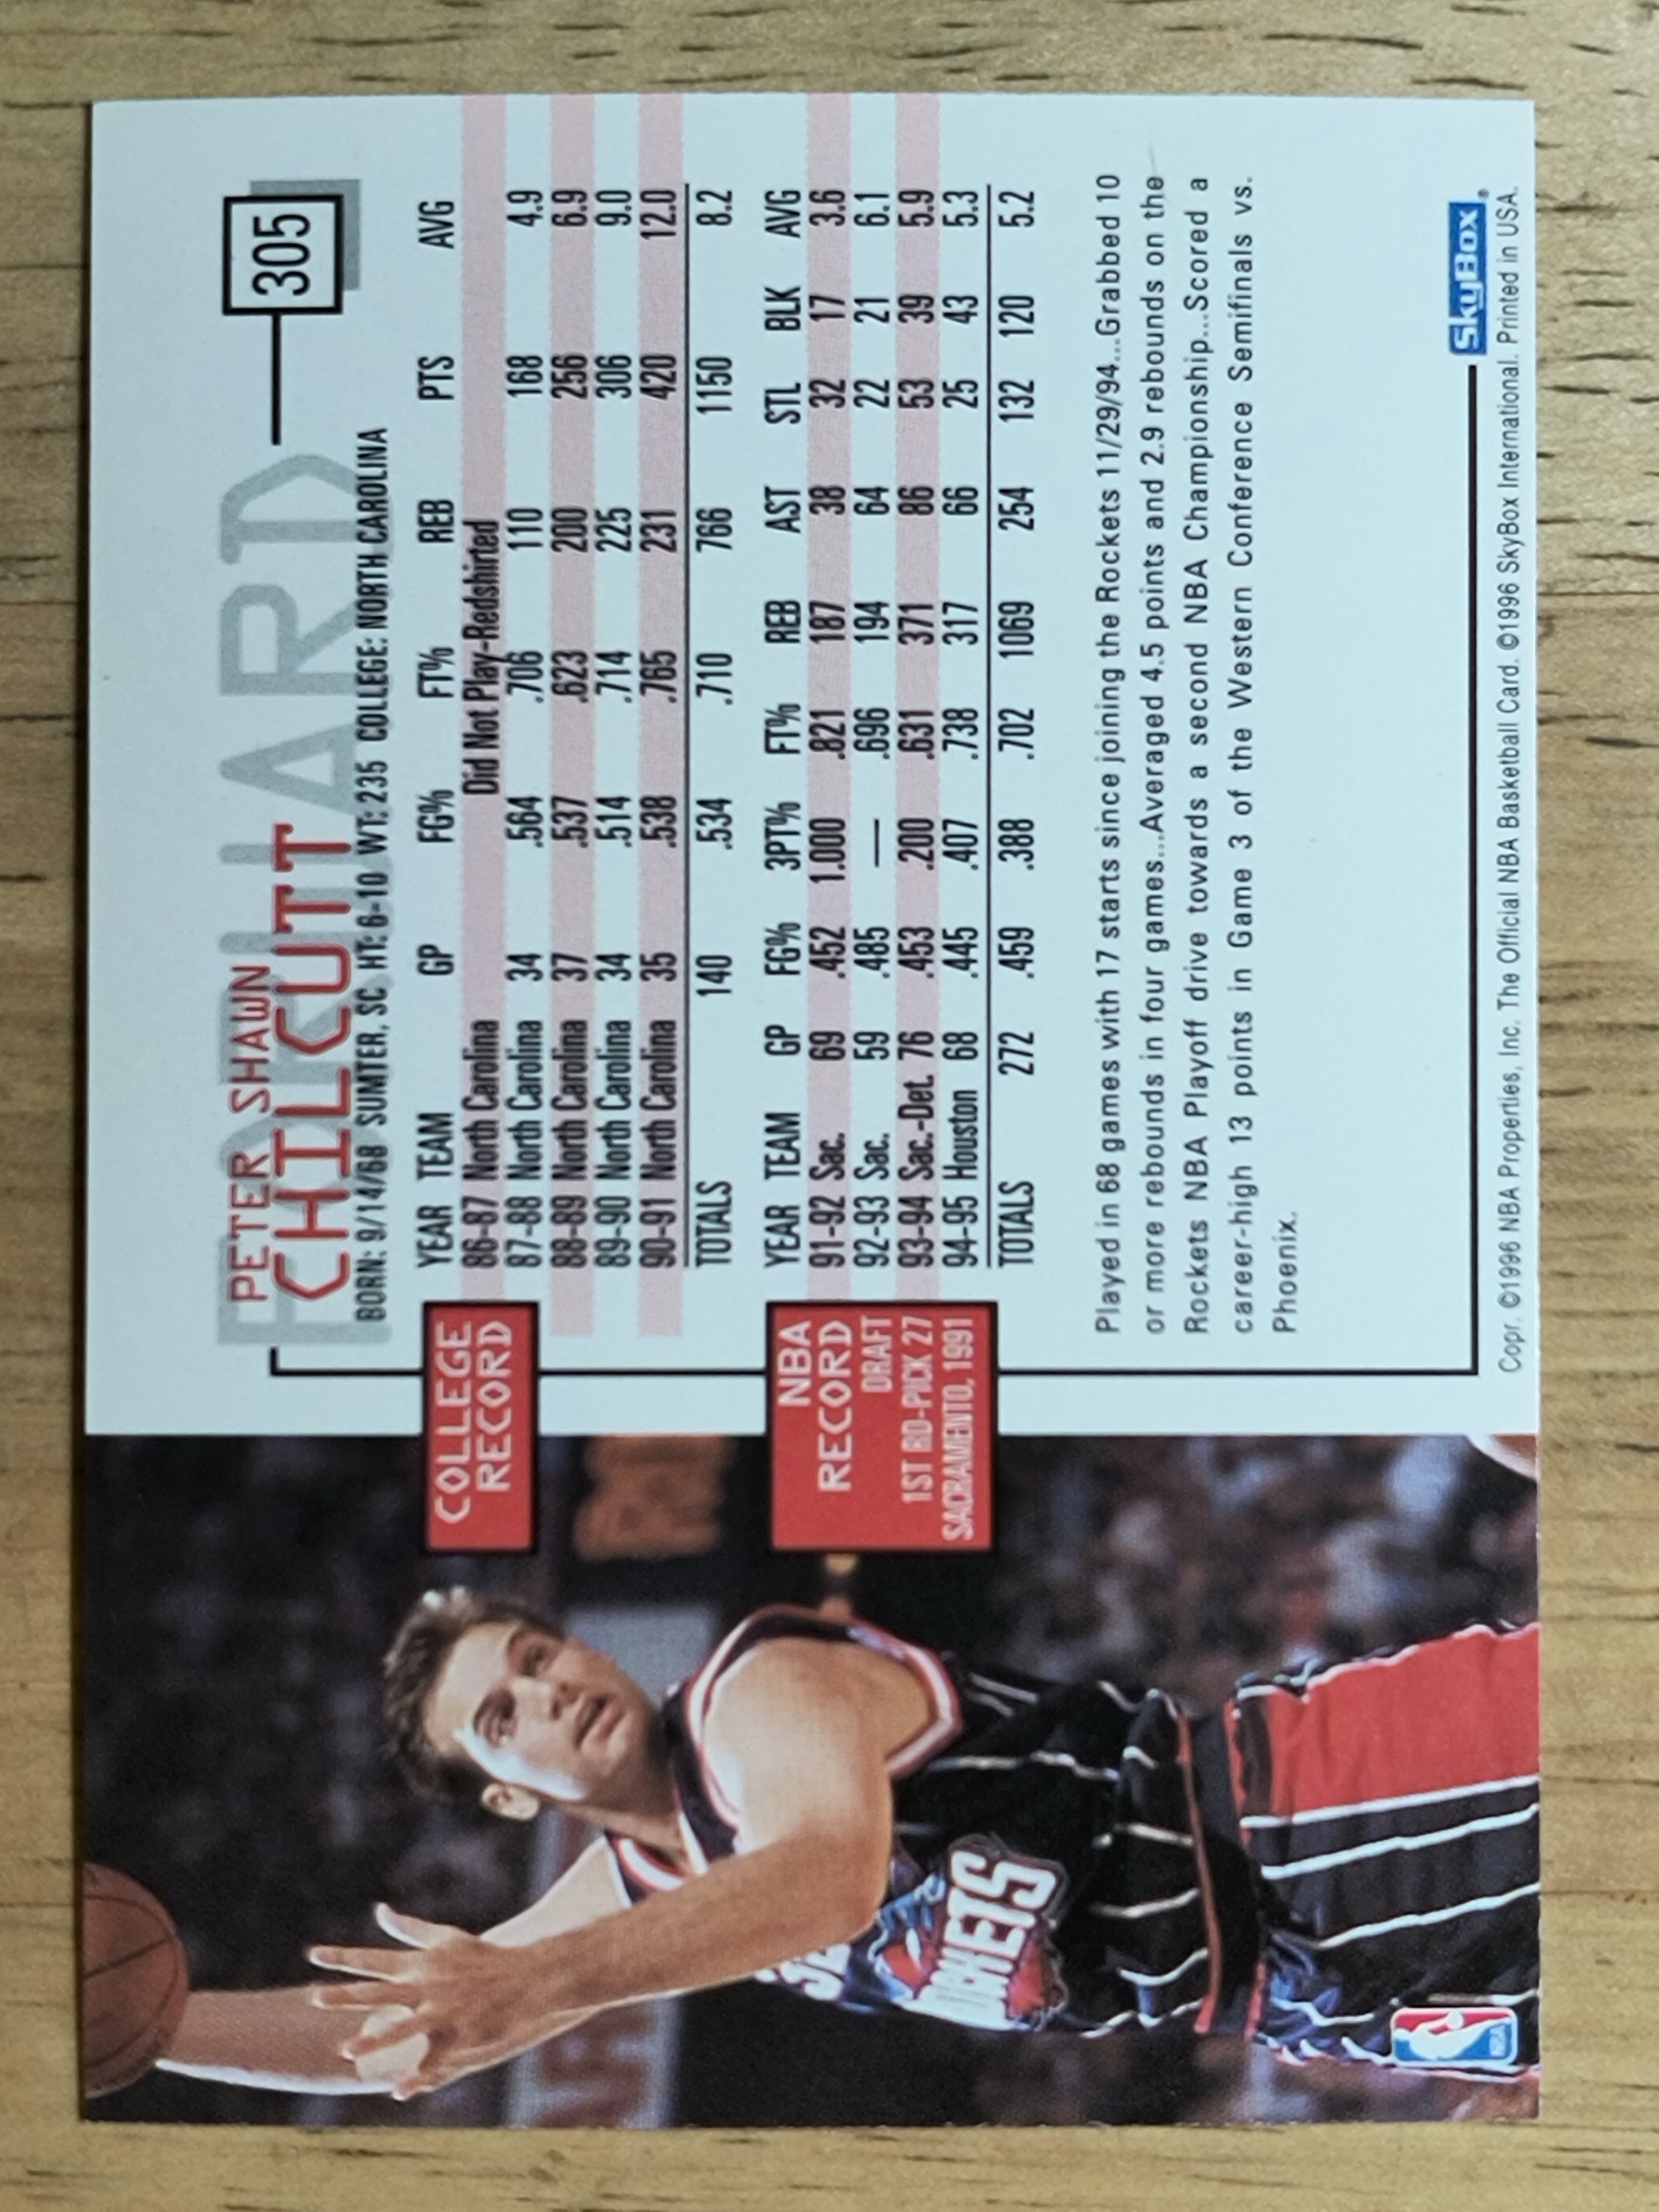 PETER SHAWN
CHILCUTT
FORWARD
305
BORN: 9/14/68 SUMTER, SC HT: 6-10 WT: 235 COLLEGE: NORTH CAROLINA
COLLEGE
RECORD
YEAR TEAM GP FG% FT% REB PTS AVG
86-87 North Carolina Did Not Play-Redshirted
87-88 North Carolina 34 .564 .706 110 168 4.9
88-89 North Carolina 37 .537 .623 200 256 6.9
89-90 North Carolina 34 .514 .714 225 306 9.0
90-91 North Carolina 35 .538 .765 231 420 12.0
TOTALS 140 .534 .710 766 1150 8.2
NBA
RECORD
DRAFT
1ST RD-PICK 27
SACRAMENTO, 1991
YEAR TEAM GP FG% 3PT% FT% REB AST STL BLK AVG
91-92 Sac. 69 .452 1.000 .821 187 38 32 17 3.6
92-93 Sac. 59 .485 — .696 194 64 22 21 6.1
93-94 Sac.-Det. 76 .453 .200 .631 371 86 53 39 5.9
94-95 Houston 68 .445 .407 .738 317 66 25 43 5.3
TOTALS 272 .459 .388 .702 1069 254 132 120 5.2
Played in 68 games with 17 starts since joining the Rockets 11/29/94...Grabbed 10
or more rebounds in four games...Averaged 4.5 points and 2.9 rebounds on the
Rockets NBA Playoff drive towards a second NBA Championship...Scored a
career-high 13 points in Game 3 of the Western Conference Semifinals vs.
Phoenix.
SkyBox®
Copr. ©1996 NBA Properties, Inc. The Official NBA Basketball Card. ©1996 SkyBox International. Printed in USA.
NBA